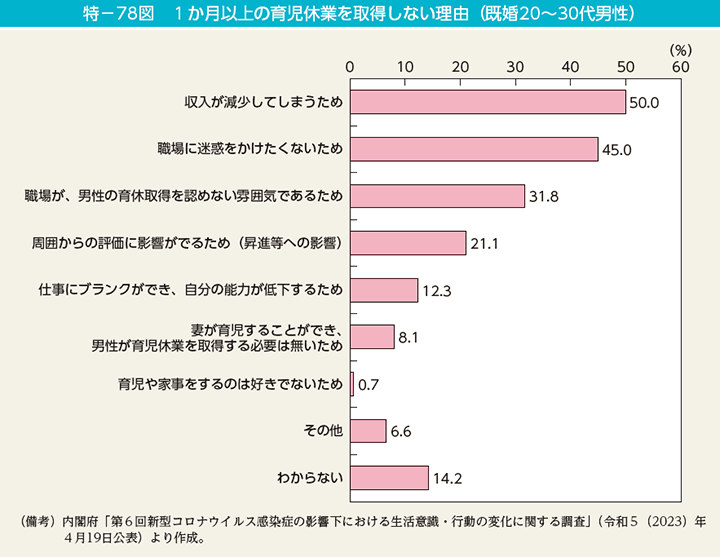 特－78図　１か月以上の育児休業を取得しない理由（既婚20～30代男性）
（%）
0 10 20 30 40 50 60
収入が減少してしまうため 50.0
職場に迷惑をかけたくないため 45.0
職場が、男性の育休取得を認めない雰囲気であるため 31.8
周囲からの評価に影響がでるため（昇進等への影響） 21.1
仕事にブランクができ、自分の能力が低下するため 12.3
妻が育児することができ、
男性が育児休業を取得する必要は無いため 8.1
育児や家事をするのは好きでないため 0.7
その他 6.6
わからない 14.2
（備考）内閣府「第６回新型コロナウイルス感染症の影響下における生活意識・行動の変化に関する調査」（令和５（2023）年
４月19日公表）より作成。